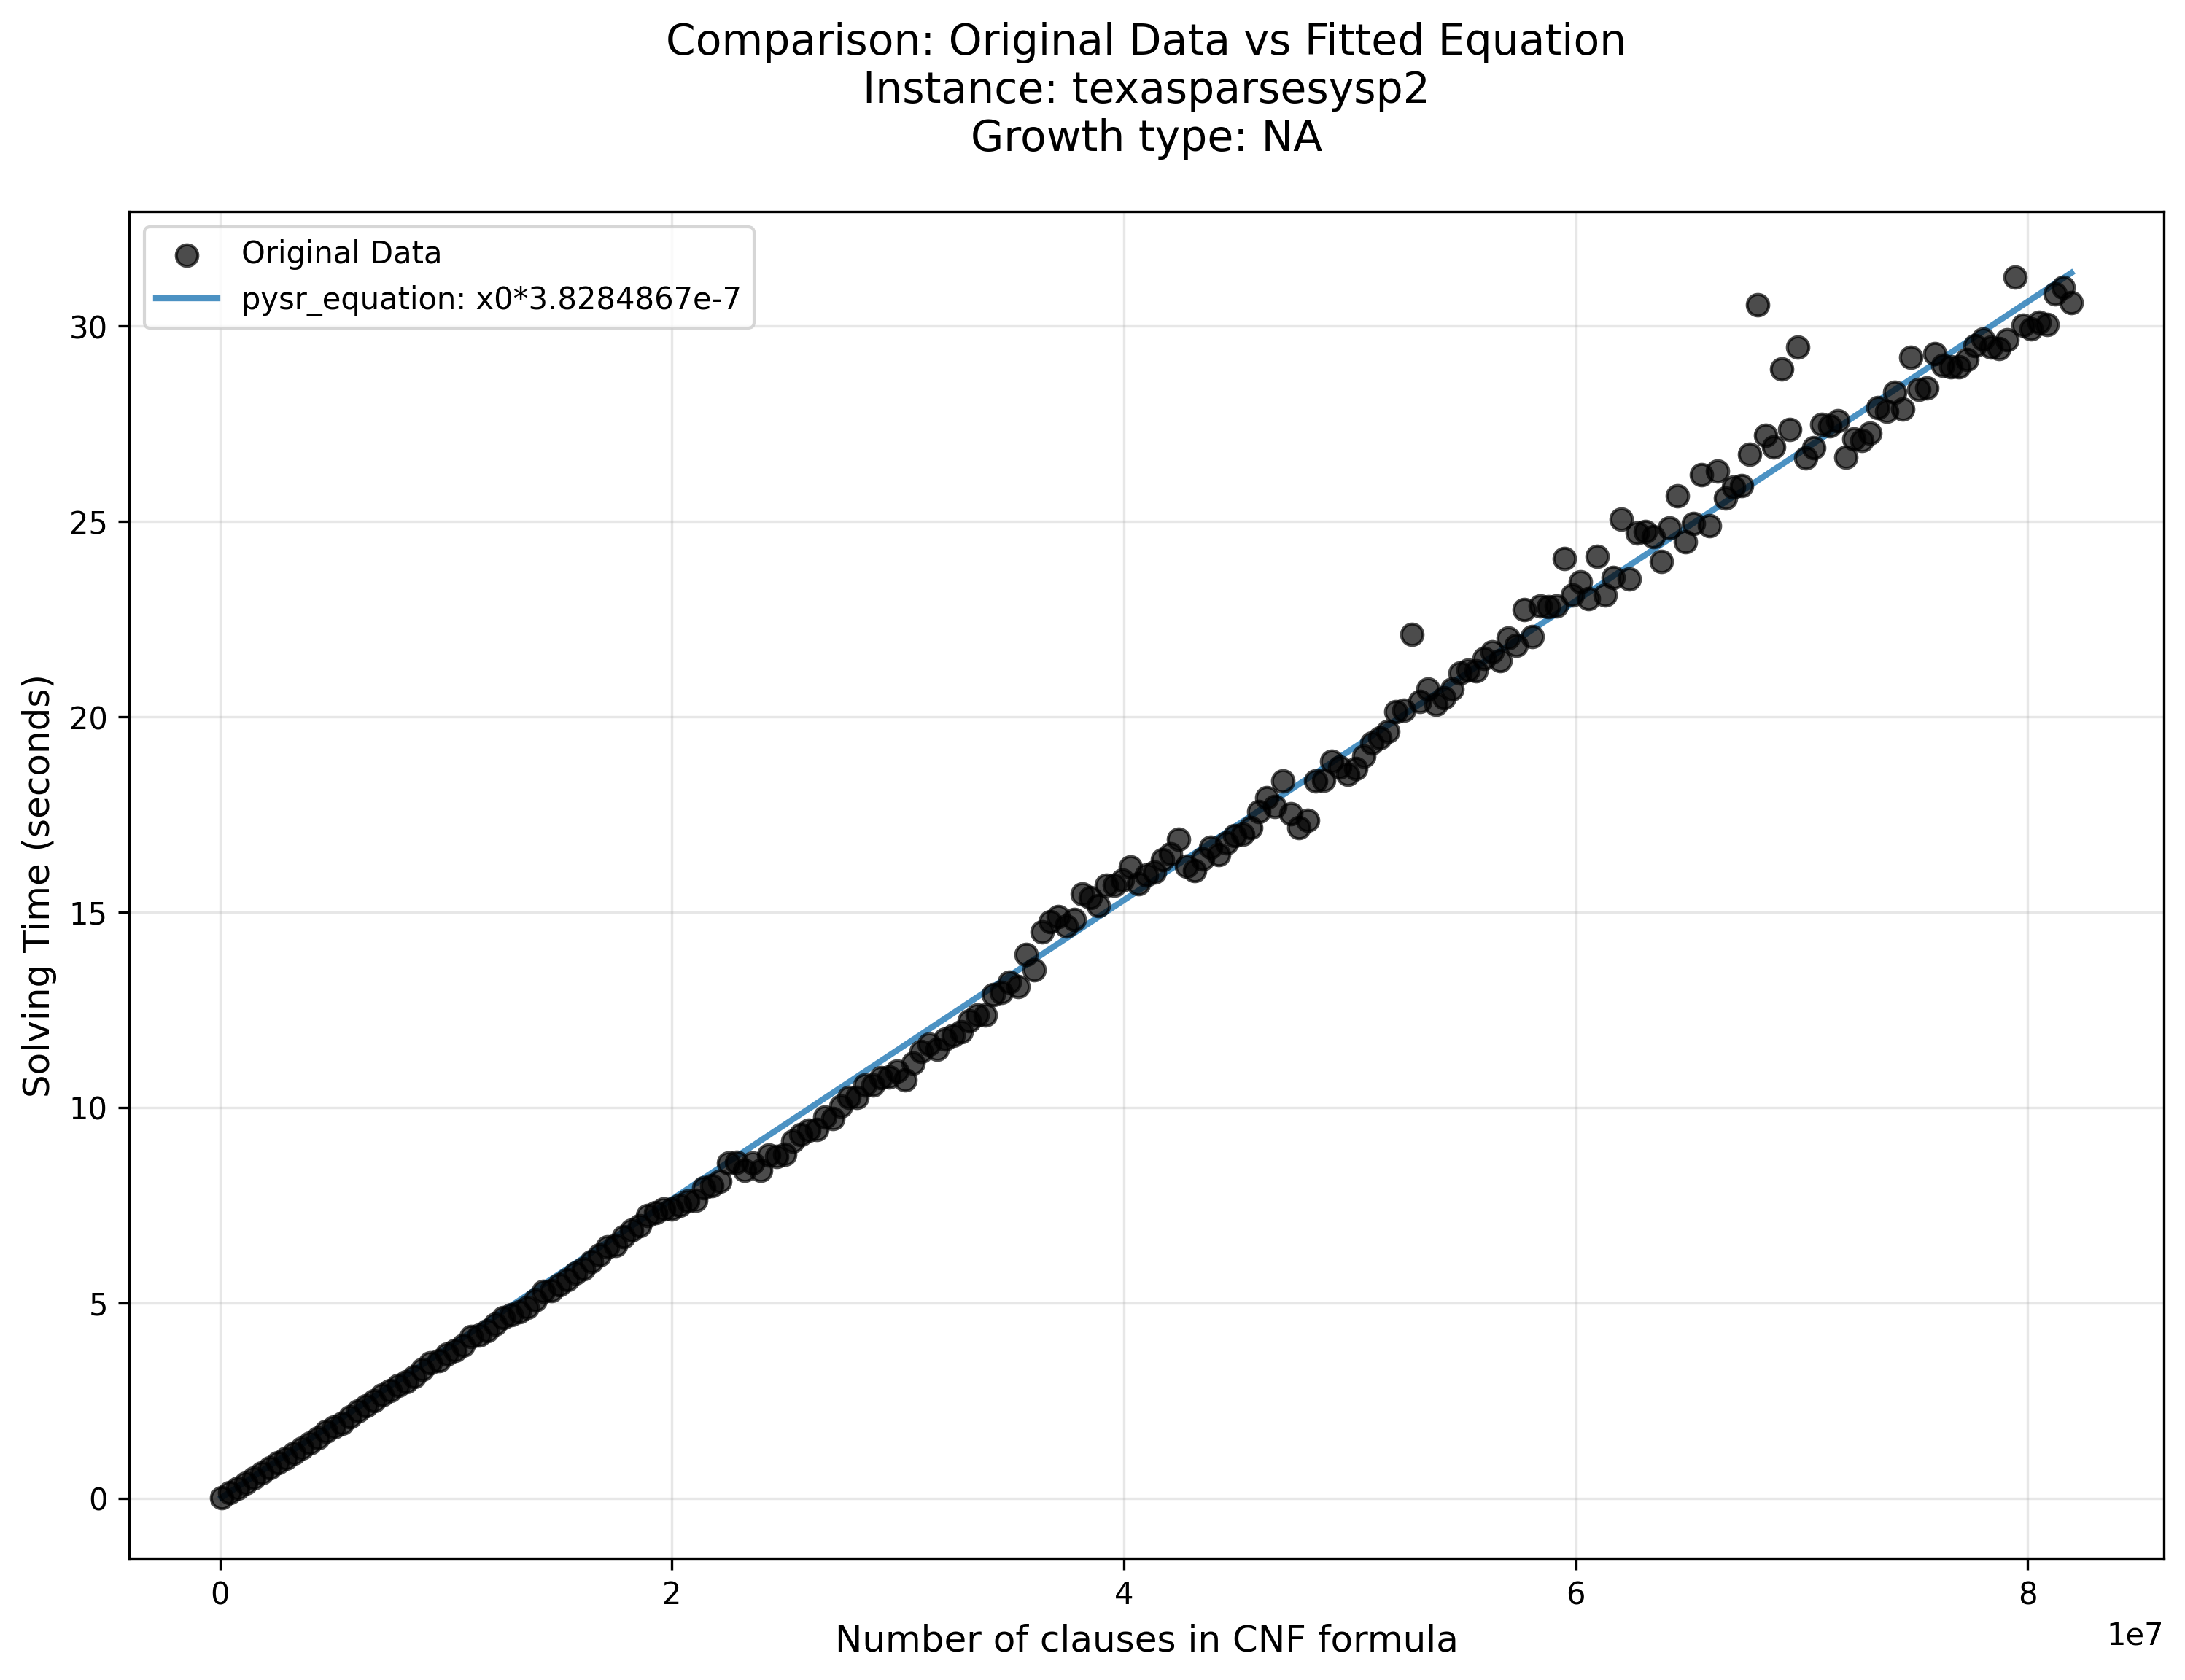 Comparison: Original Data vs Fitted Equation
Instance: texasparsesysp2
Growth type: NA
Original Data
pysr_equation: x0*3.8284867e-7
30
25
20
15
10
5
0
Solving Time (seconds)
0 2 4 6 8
1e7
Number of clauses in CNF formula